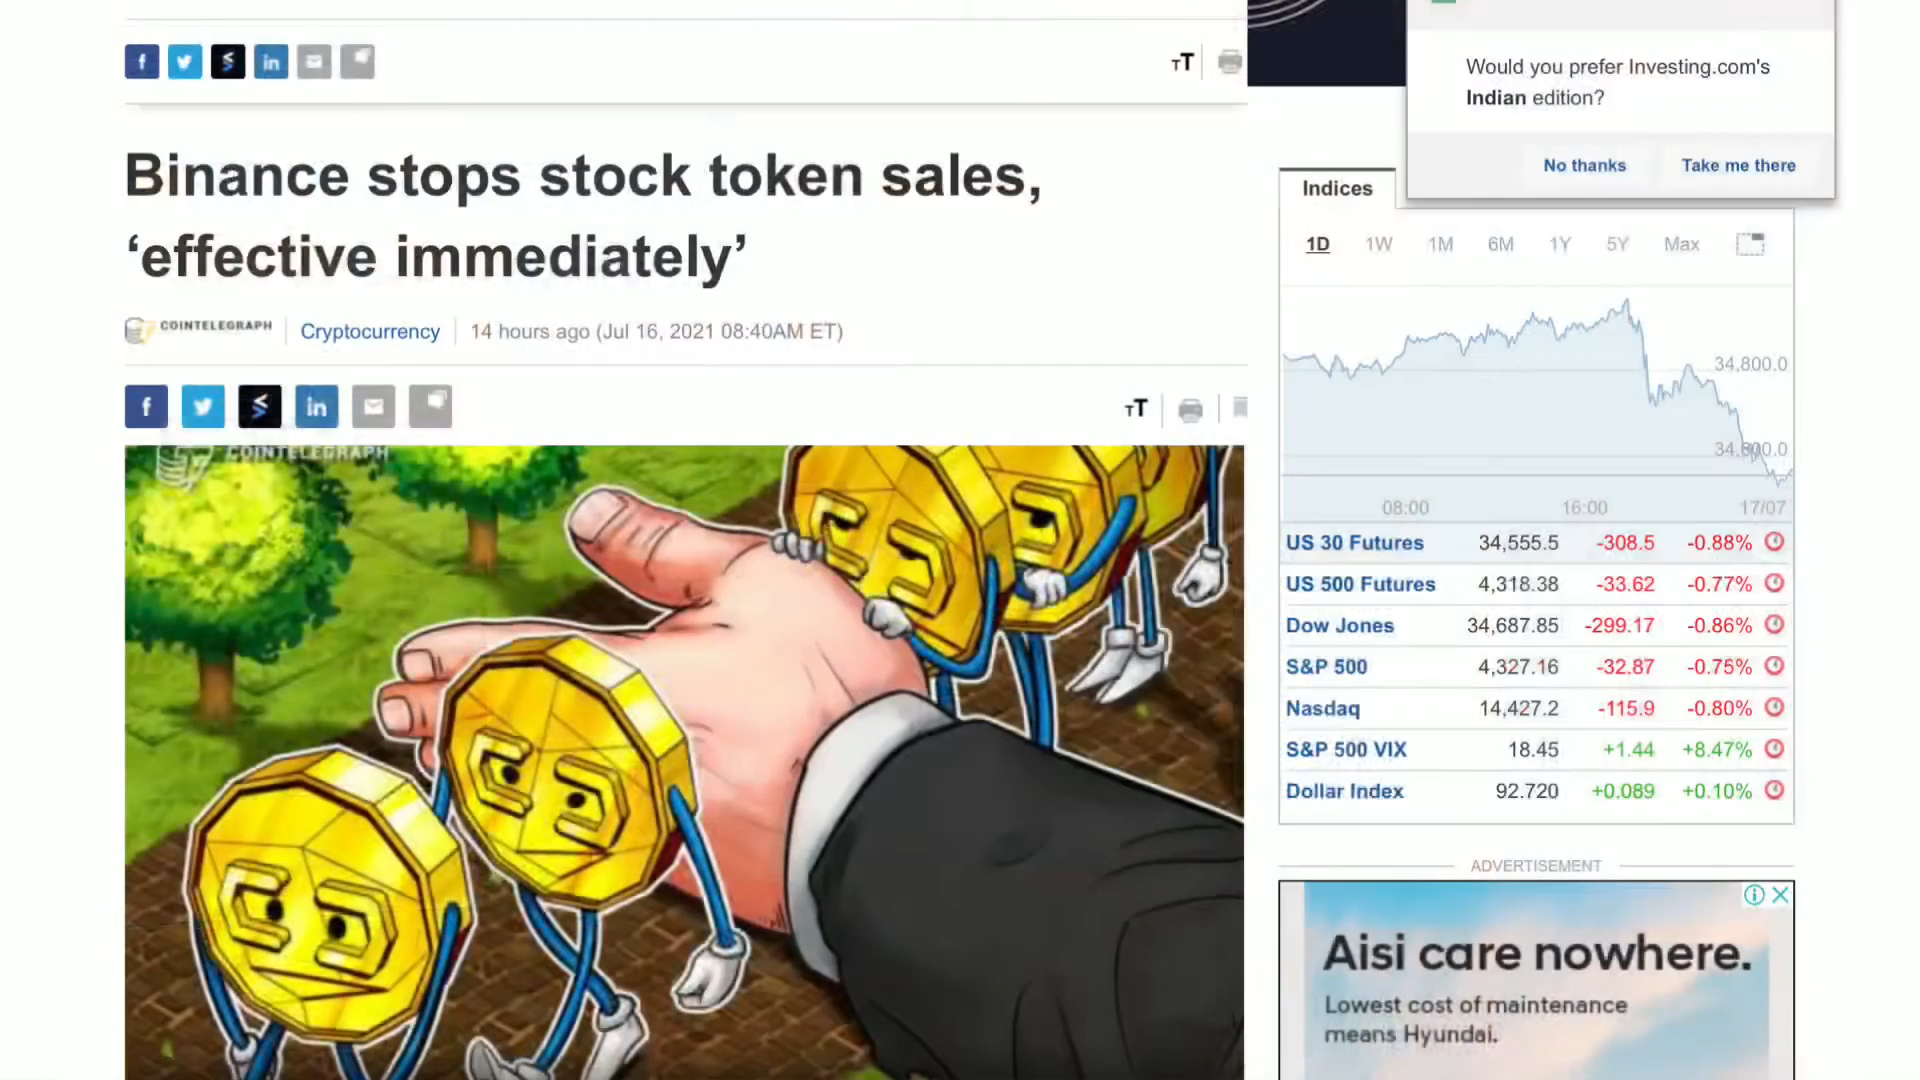 Would you prefer Investing.com's
Indian edition?
No thanks Take me there
Binance stops stock token sales,
‘effective immediately’
COINTELEGRAPH Cryptocurrency 14 hours ago (Jul 16, 2021 08:40AM ET)
COINTELEGRAPH
Indices
1D 1W 1M 6M 1Y 5Y Max
34,800.0
34,600.0
08:00 16:00 17/07
US 30 Futures 34,555.5 -308.5 -0.88%
US 500 Futures 4,318.38 -33.62 -0.77%
Dow Jones 34,687.85 -299.17 -0.86%
S&P 500 4,327.16 -32.87 -0.75%
Nasdaq 14,427.2 -115.9 -0.80%
S&P 500 VIX 18.45 +1.44 +8.47%
Dollar Index 92.720 +0.089 +0.10%
ADVERTISEMENT
Aisi care nowhere.
Lowest cost of maintenance
means Hyundai.